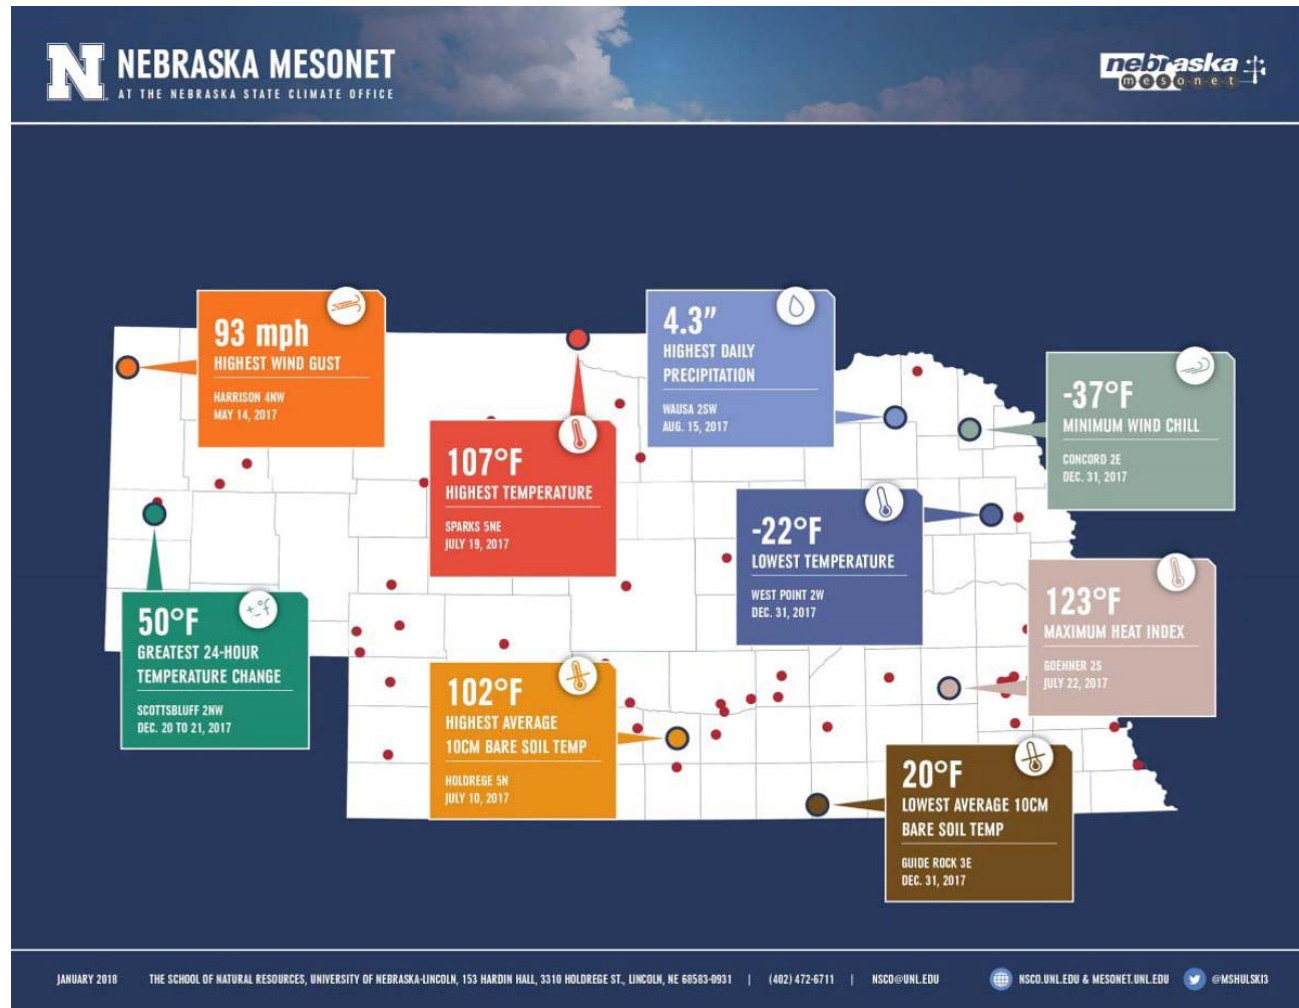 N NEBRASKA MESONET
AT THE NEBRASKA STATE CLIMATE OFFICE
nebraska
mesonet
93 mph
HIGHEST WIND GUST
HARRISON 4NW
MAY 14, 2017
107°F
HIGHEST TEMPERATURE
SPARKS 5NE
JULY 19, 2017
4.3"
HIGHEST DAILY
PRECIPITATION
WAUSA 2SW
AUG. 15, 2017
-37°F
MINIMUM WIND CHILL
CONCORD 2E
DEC. 31, 2017
-22°F
LOWEST TEMPERATURE
WEST POINT 2W
DEC. 31, 2017
50°F
GREATEST 24-HOUR
TEMPERATURE CHANGE
SCOTTSBLUFF 2NW
DEC. 20 TO 21, 2017
123°F
MAXIMUM HEAT INDEX
GOEHNER 2S
JULY 22, 2017
102°F
HIGHEST AVERAGE
10CM BARE SOIL TEMP
HOLDREGE 5N
JULY 10, 2017
20°F
LOWEST AVERAGE 10CM
BARE SOIL TEMP
GUIDE ROCK 3E
DEC. 31, 2017
JANUARY 2018 THE SCHOOL OF NATURAL RESOURCES, UNIVERSITY OF NEBRASKA-LINCOLN, 153 HARDIN HALL, 3310 HOLDREGE ST., LINCOLN, NE 68583-0931 | (402) 472-6711 | NSCO@UNL.EDU NSCO.UNL.EDU & MESONET.UNL.EDU @MSHULSKI3